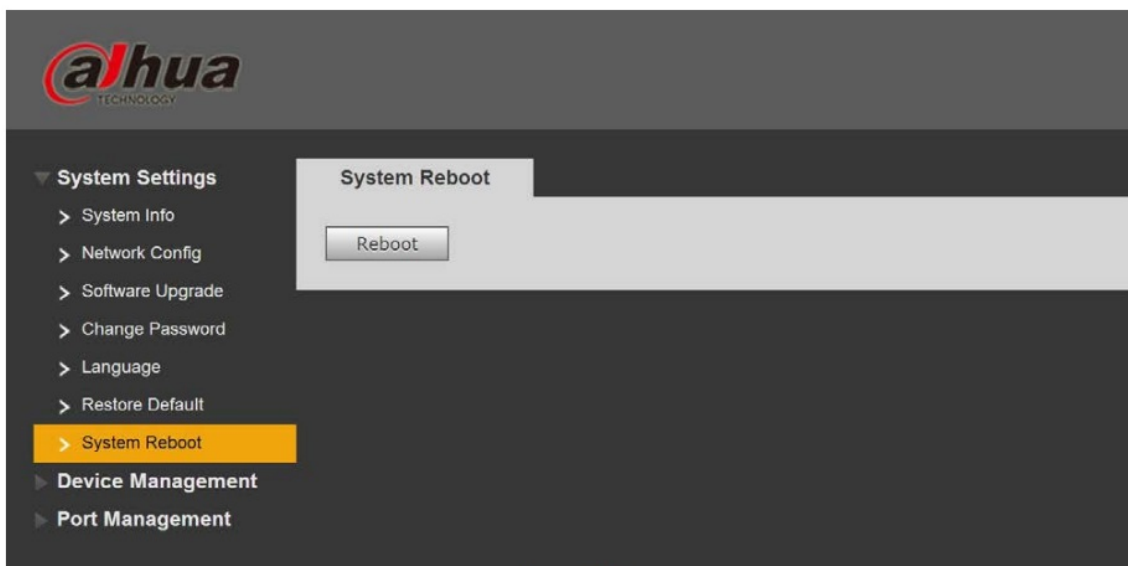 alhua
TECHNOLOGY
System Settings
System Info
Network Config
Software Upgrade
Change Password
Language
Restore Default
System Reboot
Device Management
Port Management
System Reboot
Reboot